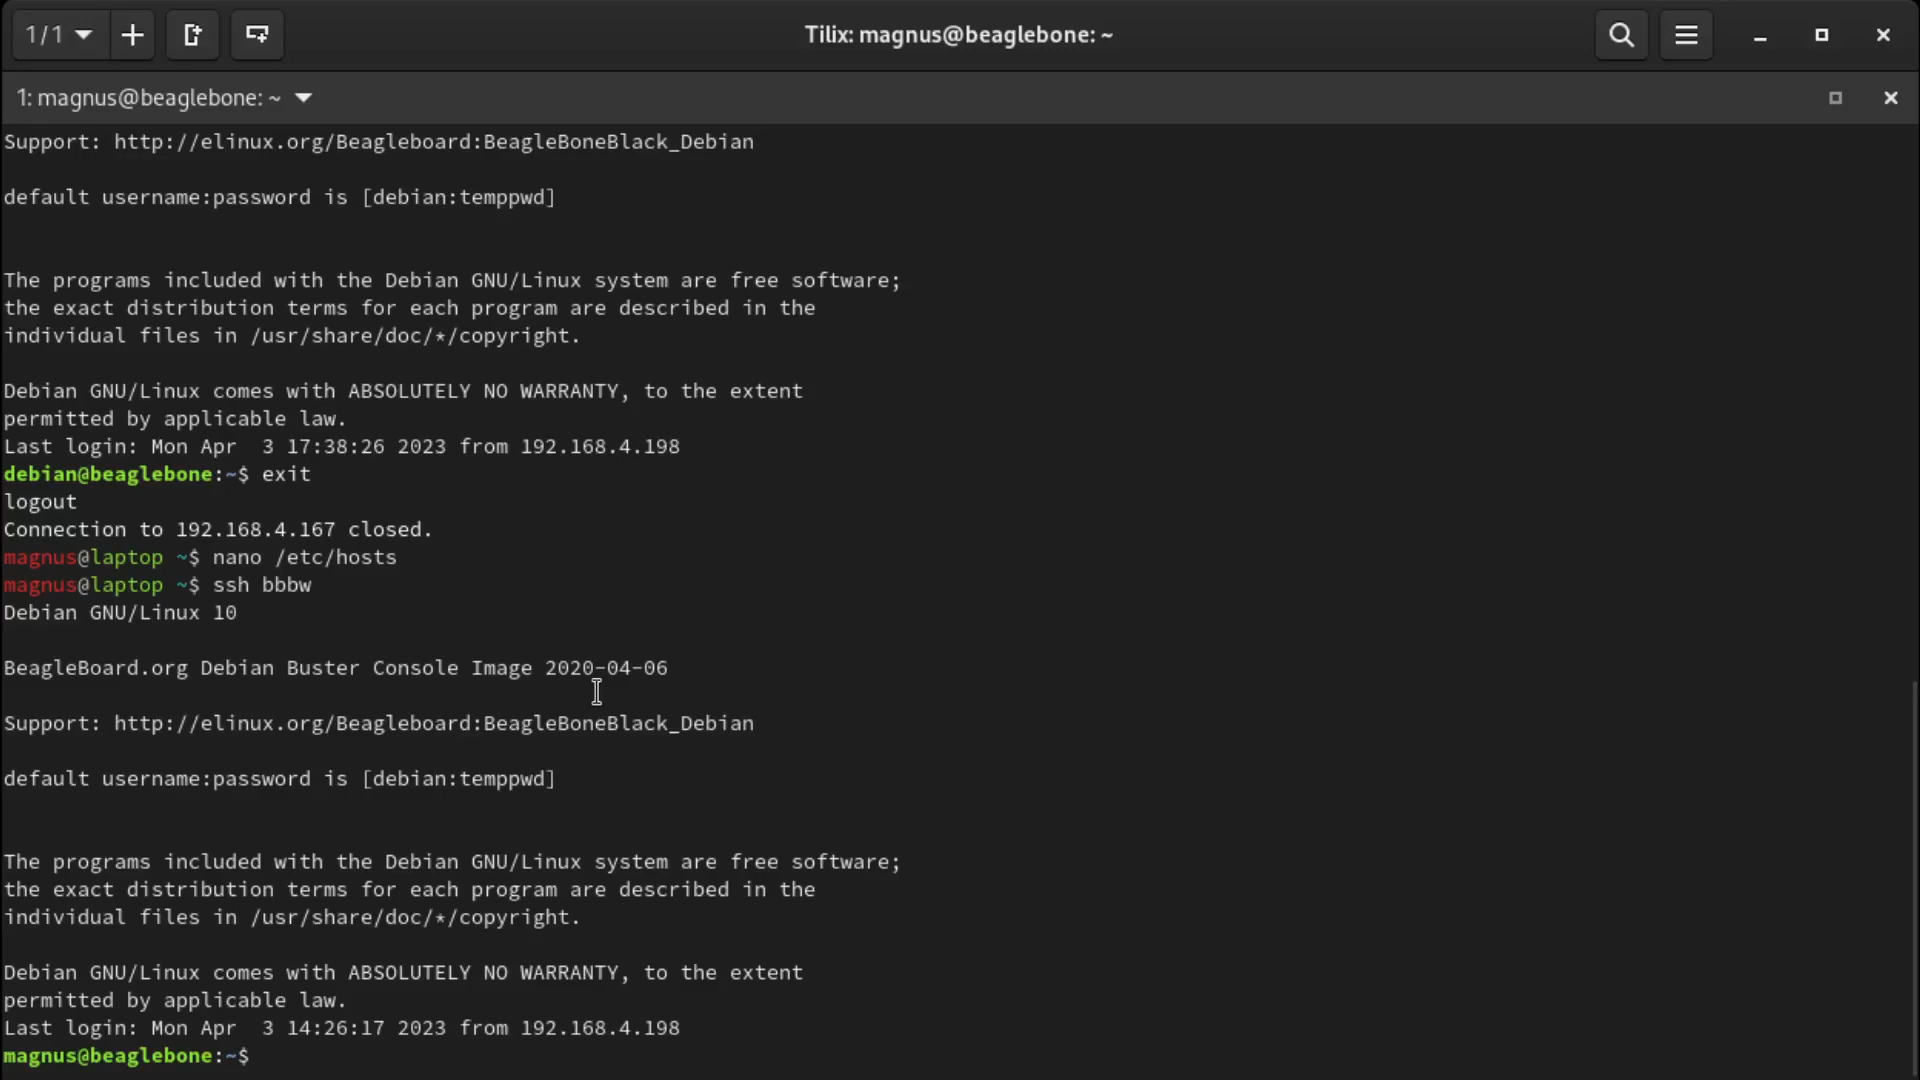 1/1
Tilix: magnus@beaglebone: ~
1: magnus@beaglebone: ~
Support: http://elinux.org/Beagleboard:BeagleBoneBlack_Debian
default username:password is [debian:temppwd]
The programs included with the Debian GNU/Linux system are free software;
the exact distribution terms for each program are described in the
individual files in /usr/share/doc/*/copyright.
Debian GNU/Linux comes with ABSOLUTELY NO WARRANTY, to the extent
permitted by applicable law.
Last login: Mon Apr  3 17:38:26 2023 from 192.168.4.198
debian@beaglebone:~$ exit
logout
Connection to 192.168.4.167 closed.
magnus@laptop ~$ nano /etc/hosts
magnus@laptop ~$ ssh bbbw
Debian GNU/Linux 10
BeagleBoard.org Debian Buster Console Image 2020-04-06
Support: http://elinux.org/Beagleboard:BeagleBoneBlack_Debian
default username:password is [debian:temppwd]
The programs included with the Debian GNU/Linux system are free software;
the exact distribution terms for each program are described in the
individual files in /usr/share/doc/*/copyright.
Debian GNU/Linux comes with ABSOLUTELY NO WARRANTY, to the extent
permitted by applicable law.
Last login: Mon Apr  3 14:26:17 2023 from 192.168.4.198
magnus@beaglebone:~$